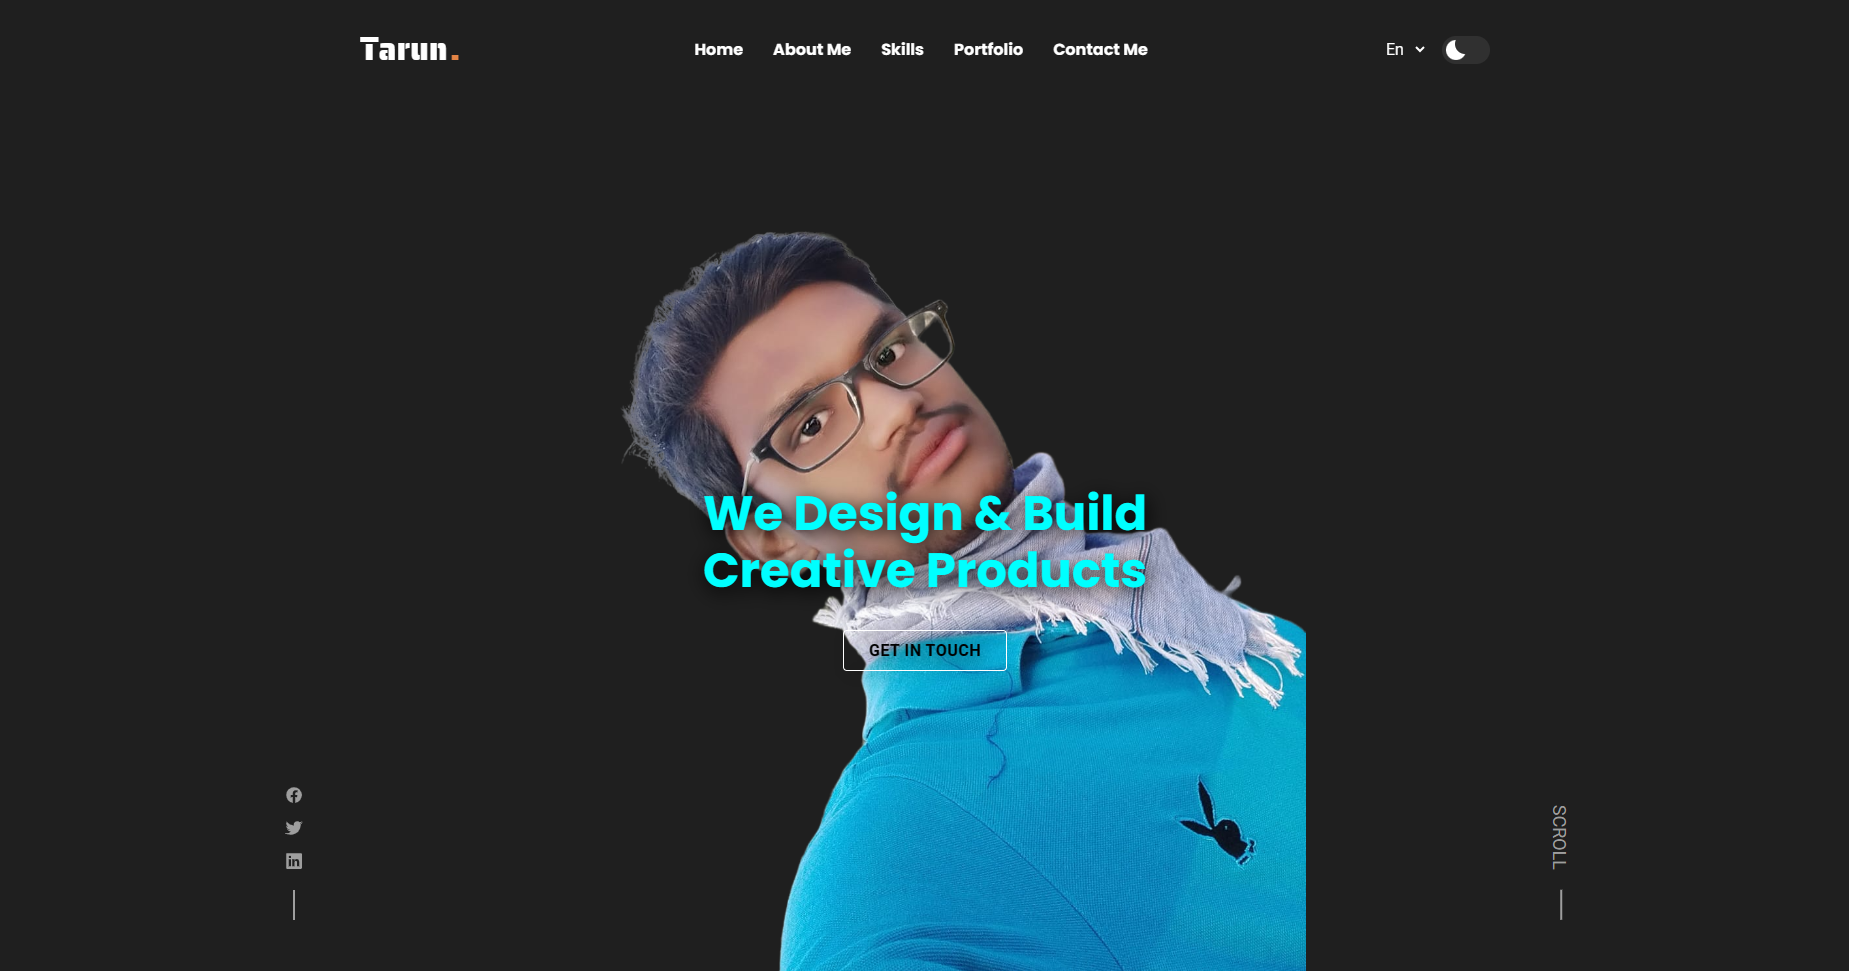 Tarun.
Home About Me Skills Portfolio Contact Me
En
We Design & Build
Creative Products
GET IN TOUCH
SCROLL